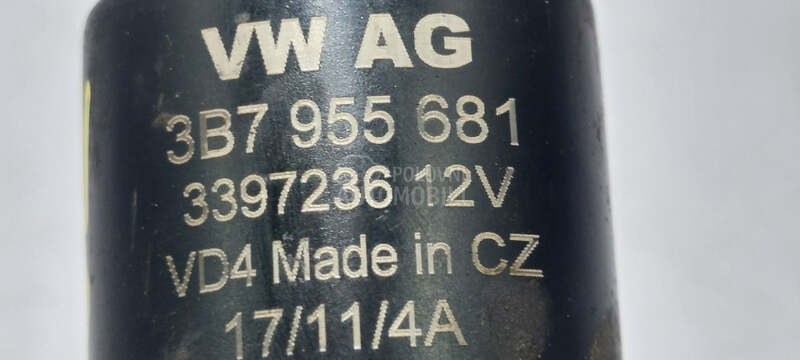 VW AG
3B7 955 681
3397236 12V
VD4 Made in CZ
17/11/4A